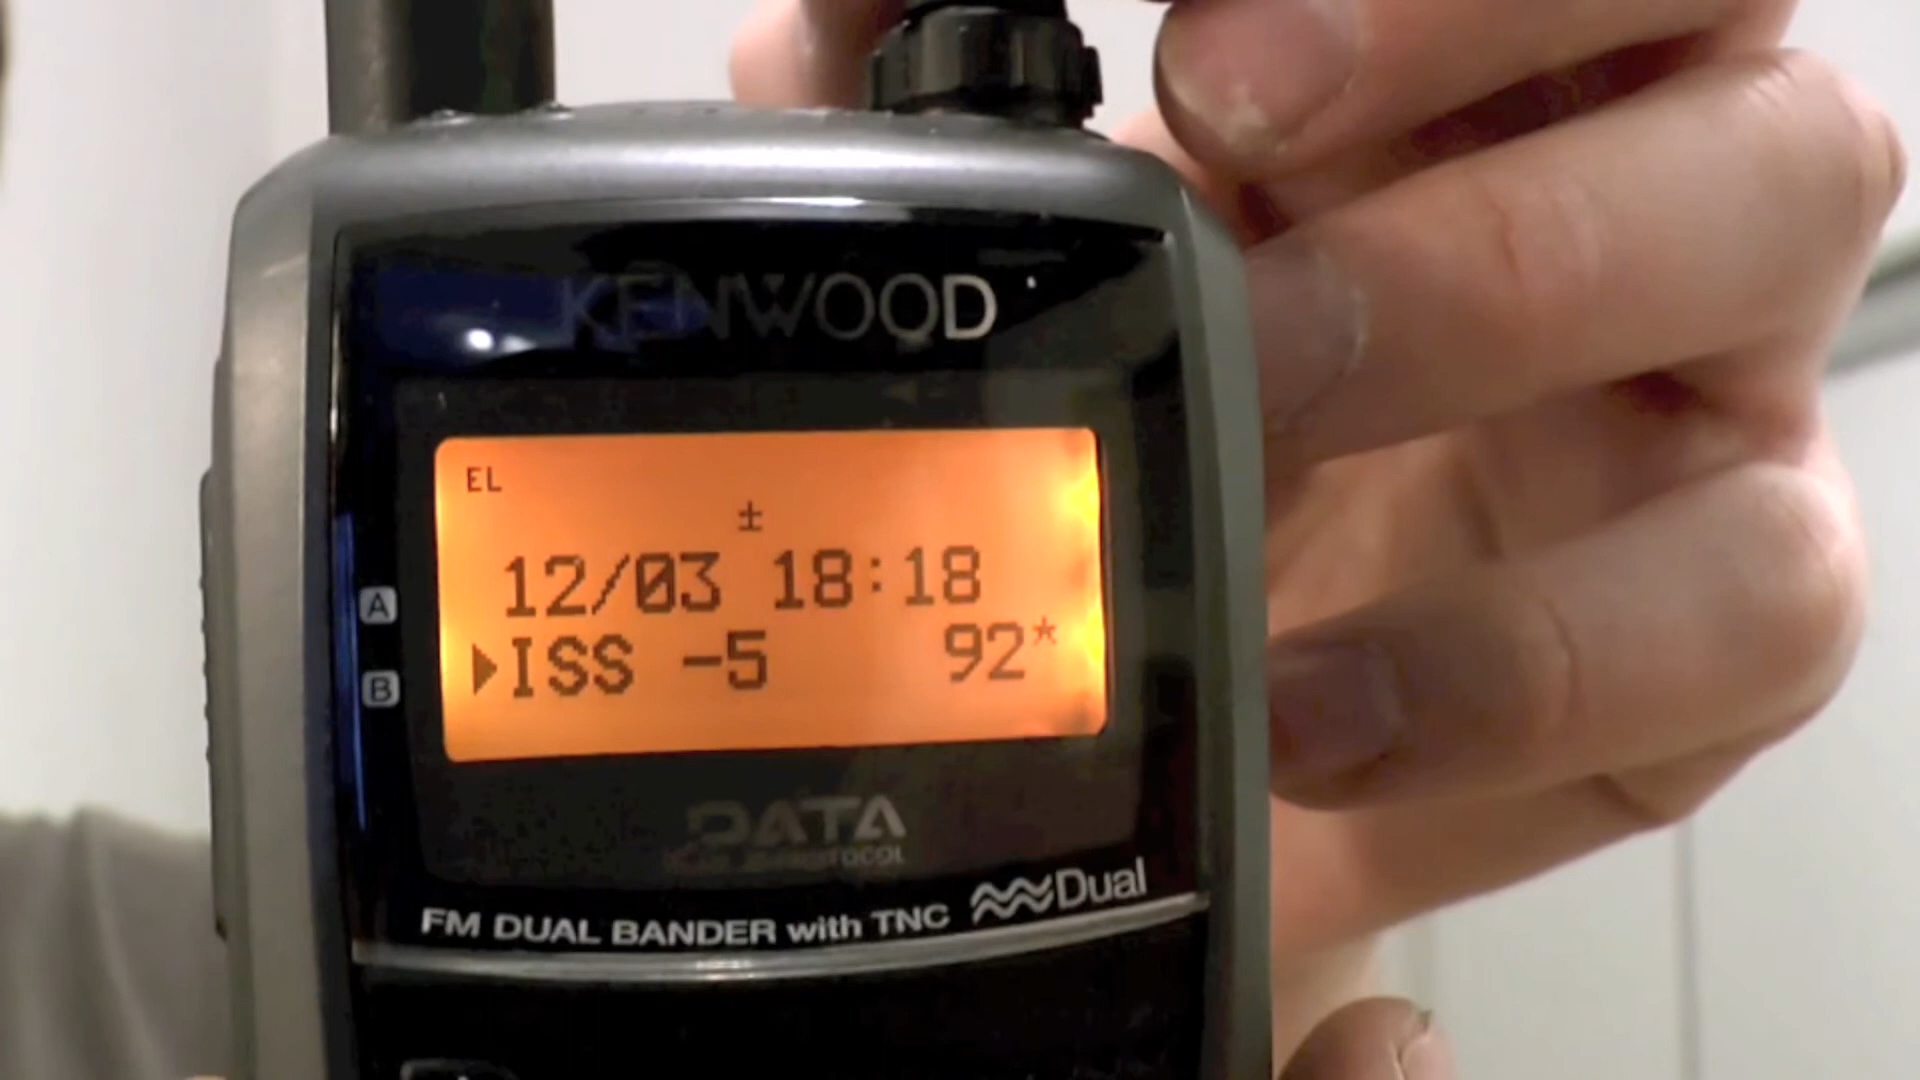 KENWOOD
EL
±
12/03 18:18
A
▶ISS -5 92*
B
DATA
FM DUAL BANDER with TNC Dual